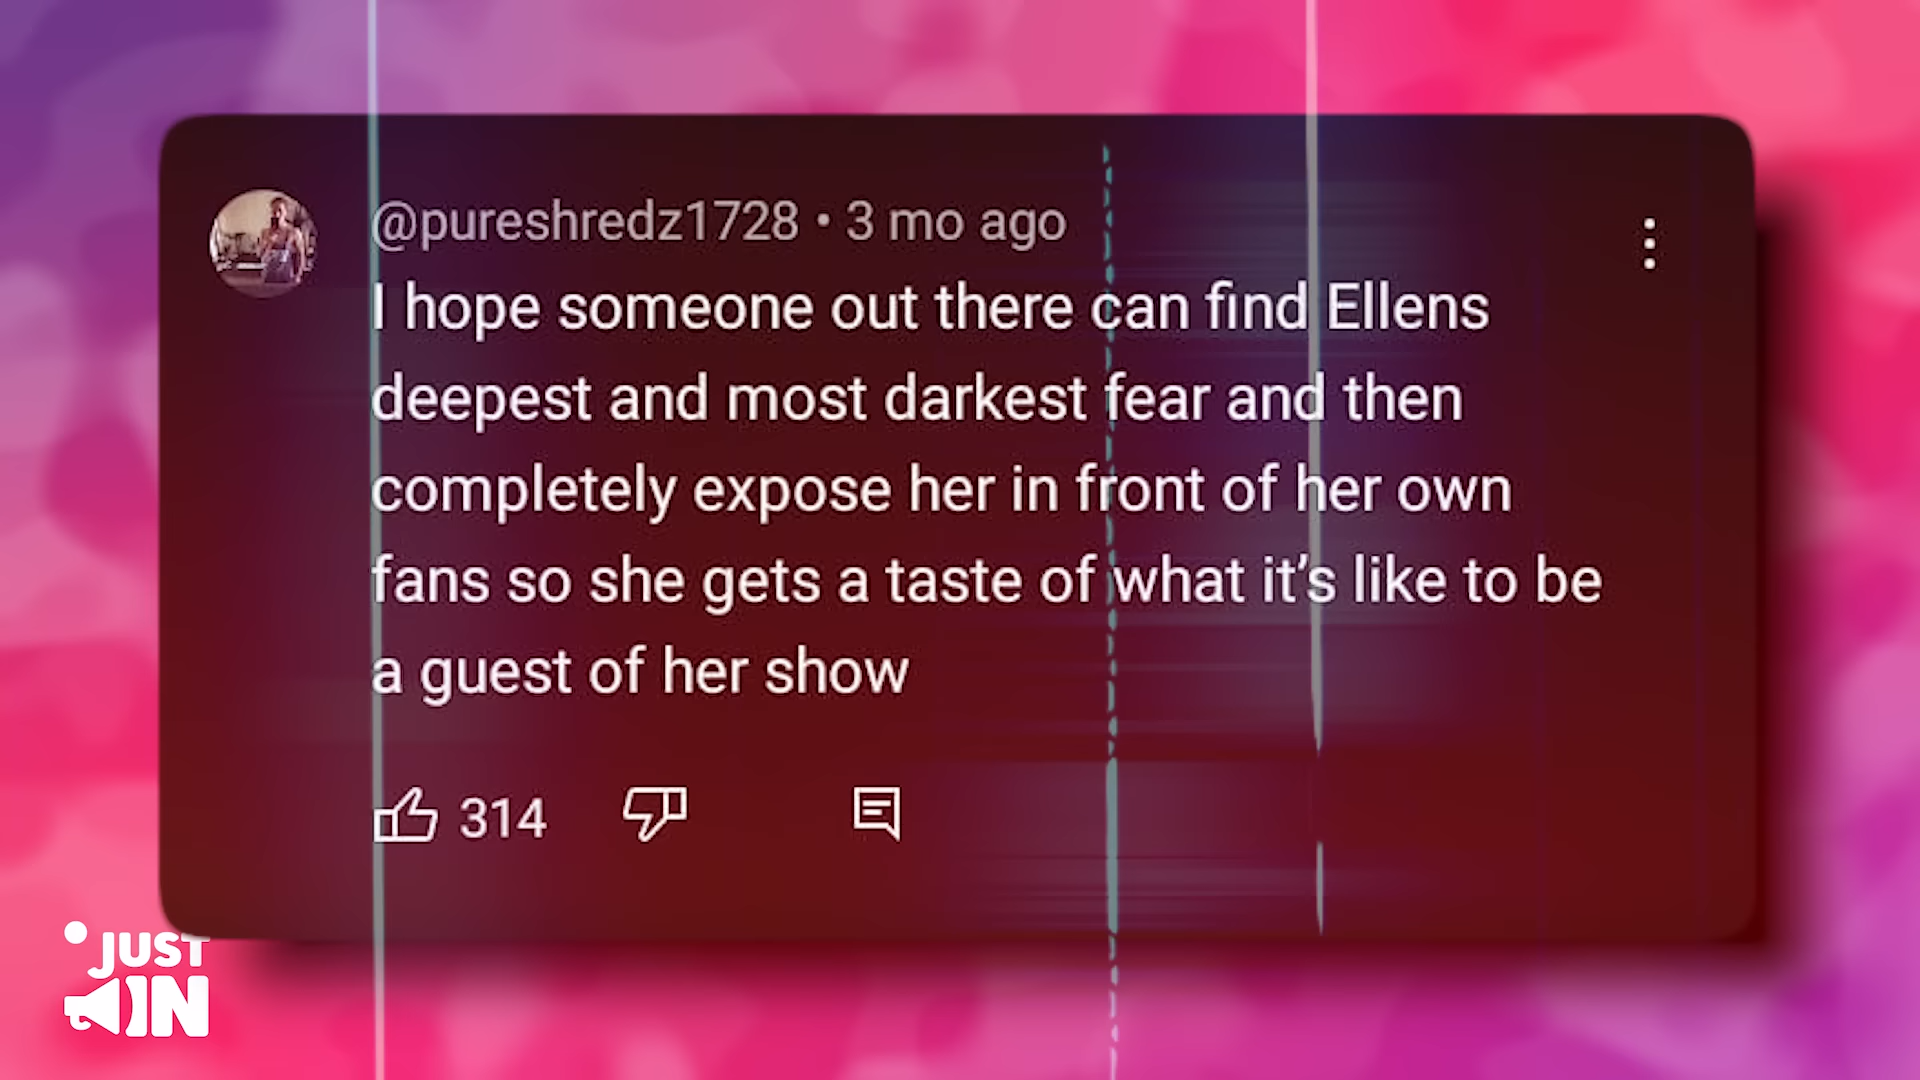 @pureshredz1728 • 3 mo ago
I hope someone out there can find Ellens
deepest and most darkest fear and then
completely expose her in front of her own
fans so she gets a taste of what it’s like to be
a guest of her show
314
JUST
IN